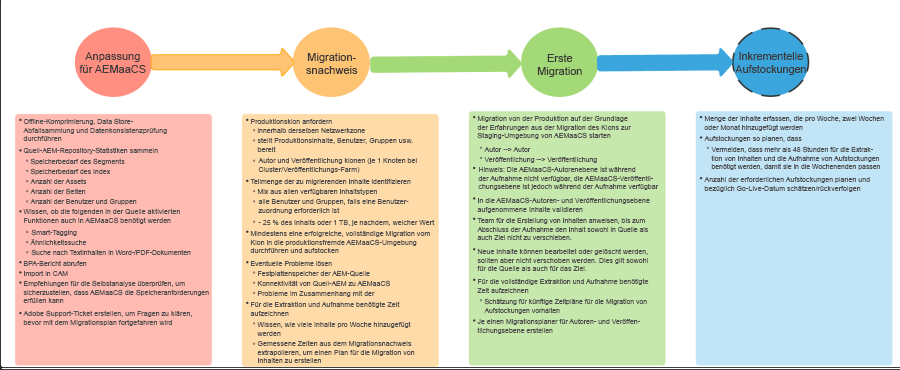 Anpassung
für AEMaaCS
Migration-
snachweis
Erste
Migration
Inkrementelle
Aufstockungen
* Offline-Komprimierung, Data Store-
Abfallsammlung und Datenkonsistenzprüfung
durchführen
* Quell-AEM-Repository-Statistiken sammeln
* Speicherbedarf des Segments
* Speicherbedarf des Index
* Anzahl der Assets
* Anzahl der Seiten
* Anzahl der Benutzer und Gruppen
* Wissen, ob die folgenden in der Quelle aktivierten
Funktionen auch in AEMaaCS benötigt werden
* Smart-Tagging
* Ähnlichkeitssuche
* Suche nach Textinhalten in Word-/PDF-Dokumenten
* BPA-Bericht abrufen
* Import in CAM
* Empfehlungen für die Selbstanalyse überprüfen, um
sicherzustellen, dass AEMaaCS die Speicheranforderungen
erfüllen kann
* Adobe Support-Ticket erstellen, um Fragen zu klären,
bevor mit dem Migrationsplan fortgefahren wird
* Produktionsklon anfordern
* Innerhalb derselben Netzwerkzone
* stellt Produktionsinhalte, Benutzer, Gruppen usw.
bereit
* Autor und Veröffentlichung klonen (je 1 Knoten bei
Cluster/Veröffentlichungs-Farm)
* Teilmenge der zu migrierenden Inhalte identifizieren
* Mix aus allen verfügbaren Inhaltstypen
* alle Benutzer und Gruppen, falls eine Benutzer-
zuordnung erforderlich ist
* ~ 25 % des Inhalts oder 1 TB, je nachdem, welcher Wert
* Mindestens eine erfolgreiche, vollständige Migration vom
Klon in die produktionsfremde AEMaaCS-Umgebung
durchführen und aufstocken
* Eventuelle Probleme lösen
* Festplattenspeicher der AEM-Quelle
* Konnektivität von Quell-AEM zu AEMaaCS
* Probleme im Zusammenhang mit der
* Für die Extraktion und Aufnahme benötigte Zeit
aufzeichnen
* Wissen, wie viele Inhalte pro Woche hinzugefügt
werden
* Gemessene Zeiten aus dem Migrationsnachweis
extrapolieren, um einen Plan für die Migration von
Inhalten zu erstellen
* Migration von der Produktion auf der Grundlage
der Erfahrungen aus der Migration des Klons zur
Staging-Umgebung von AEMaaCS starten
* Autor --> Autor
* Veröffentlichung --> Veröffentlichung
* Hinweis: Die AEMaaCS-Autorenebene ist während
der Aufnahme nicht verfügbar, die AEMaaCS-Veröffentli-
chungsebene ist jedoch während der Aufnahme verfügbar
* In die AEMaaCS-Autoren- und Veröffentlichungsebene
aufgenommene Inhalte validieren
* Team für die Erstellung von Inhalten anweisen, bis zum
Abschluss der Aufnahme den Inhalt sowohl in Quelle als
auch Ziel nicht zu verschieben.
* Neue Inhalte können bearbeitet oder gelöscht werden,
sollten aber nicht verschoben werden. Dies gilt sowohl
für die Quelle als auch für das Ziel.
* Für die vollständige Extraktion und Aufnahme benötigte
Zeit aufzeichnen
* Schätzung für künftige Zeitpläne für die Migration von
Aufstockungen vorhalten
* Je einen Migrationsplaner für Autoren- und Veröffen-
tlichungsebene erstellen
* Menge der Inhalte erfassen, die pro Woche, zwei Wochen
oder Monat hinzugefügt werden
* Aufstockungen so planen, dass
* Vermeiden, dass mehr als 48 Stunden für die Extrak-
tion von Inhalten und die Aufnahme von Aufstockungen
benötigt werden, damit sie in die Wochenenden passen
* Anzahl der erforderlichen Aufstockungen planen und
bezüglich Go-Live-Datum schätzen/rückverfolgen